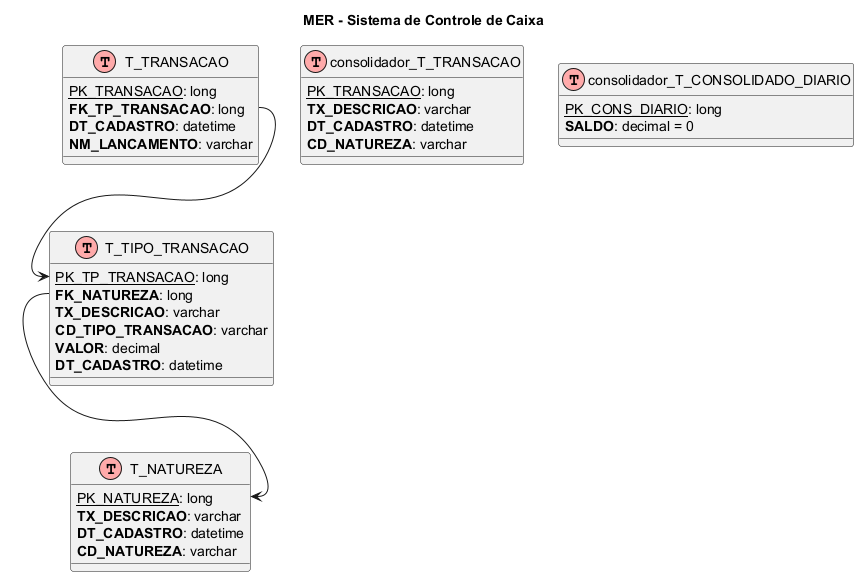 MER - Sistema de Controle de Caixa
T T_TRANSACAO
PK_TRANSACAO: long
FK_TP_TRANSACAO: long
DT_CADASTRO: datetime
NM_LANCAMENTO: varchar
T consolidador_T_TRANSACAO
PK_TRANSACAO: long
TX_DESCRICAO: varchar
DT_CADASTRO: datetime
CD_NATUREZA: varchar
T consolidador_T_CONSOLIDADO_DIARIO
PK_CONS_DIARIO: long
SALDO: decimal = 0
T T_TIPO_TRANSACAO
PK_TP_TRANSACAO: long
FK_NATUREZA: long
TX_DESCRICAO: varchar
CD_TIPO_TRANSACAO: varchar
VALOR: decimal
DT_CADASTRO: datetime
T T_NATUREZA
PK_NATUREZA: long
TX_DESCRICAO: varchar
DT_CADASTRO: datetime
CD_NATUREZA: varchar